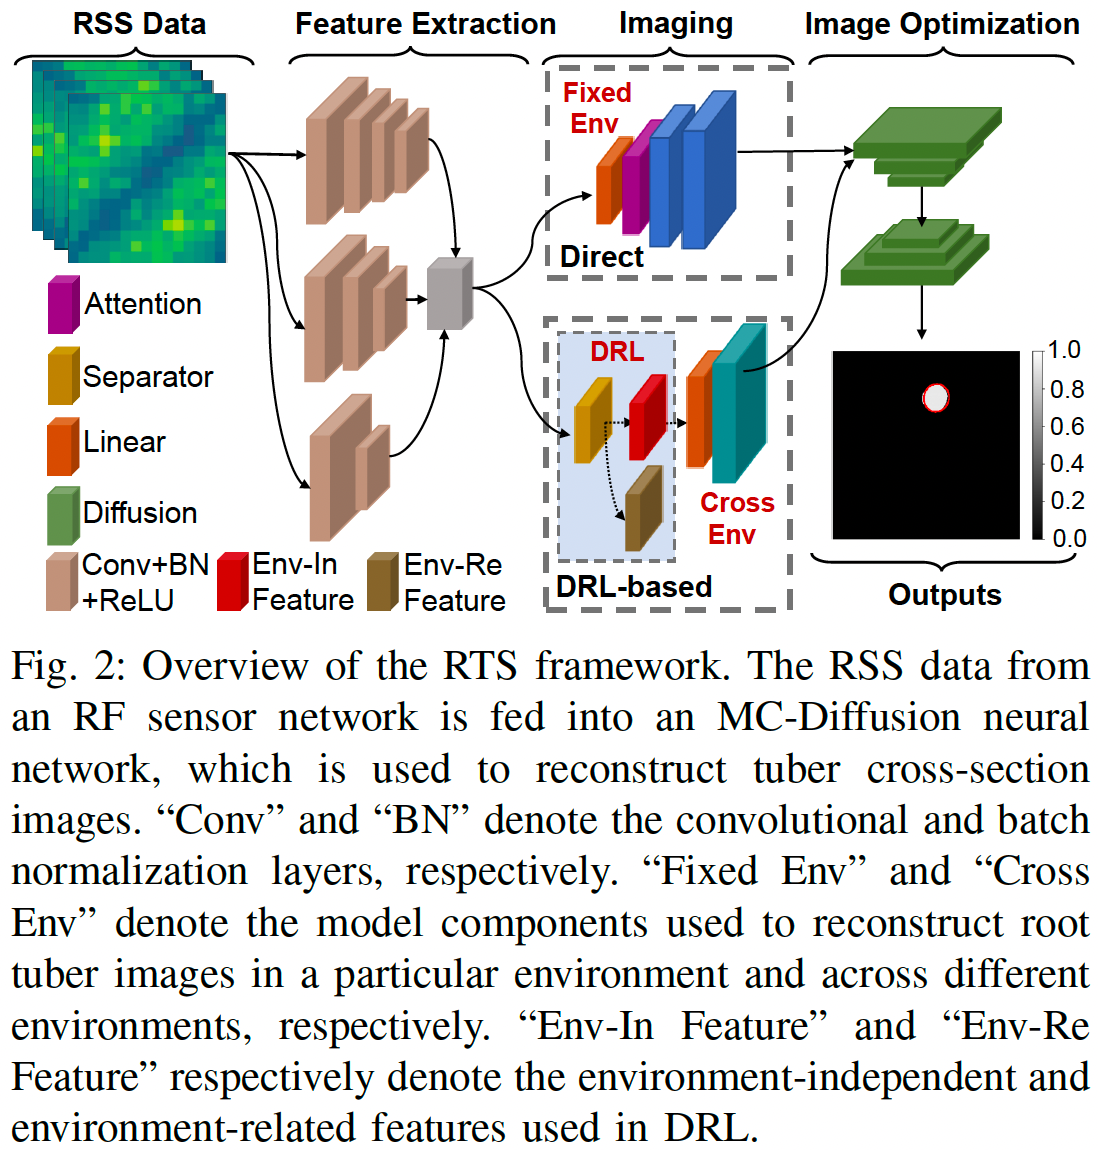 RSS Data
Feature Extraction
Imaging
Image Optimization
Fixed
Env
Direct
Attention
Separator
Linear
Diffusion
Conv+BN
+ReLU
Env-In
Feature
Env-Re
Feature
DRL
Cross
Env
DRL-based
1.0
0.8
0.6
0.4
0.2
0.0
Outputs
Fig. 2: Overview of the RTS framework. The RSS data from
an RF sensor network is fed into an MC-Diffusion neural
network, which is used to reconstruct tuber cross-section
images. “Conv” and “BN” denote the convolutional and batch
normalization layers, respectively. “Fixed Env” and “Cross
Env” denote the model components used to reconstruct root
tuber images in a particular environment and across different
environments, respectively. “Env-In Feature” and “Env-Re
Feature” respectively denote the environment-independent and
environment-related features used in DRL.